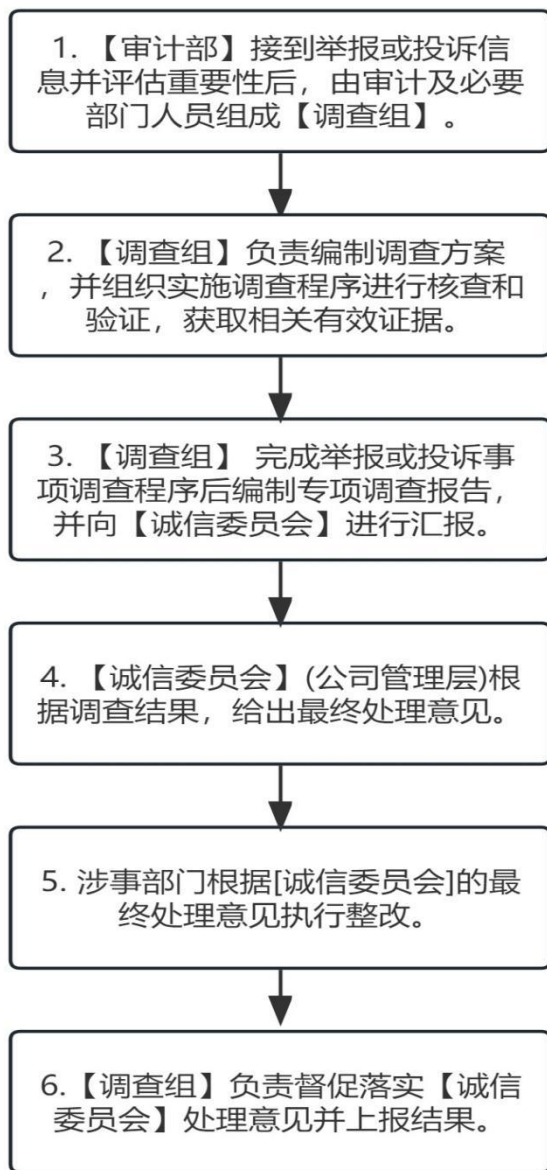 1. 【审计部】接到举报或投诉信
息并评估重要性后，由审计及必要
部门人员组成【调查组】。
2. 【调查组】负责编制调查方案
，并组织实施调查程序进行核查和
验证，获取相关有效证据。
3. 【调查组】 完成举报或投诉事
项调查程序后编制专项调查报告，
并向【诚信委员会】进行汇报。
4. 【诚信委员会】(公司管理层)根
据调查结果，给出最终处理意见。
5. 涉事部门根据[诚信委员会]的最
终处理意见执行整改。
6.【调查组】负责督促落实【诚信
委员会】处理意见并上报结果。